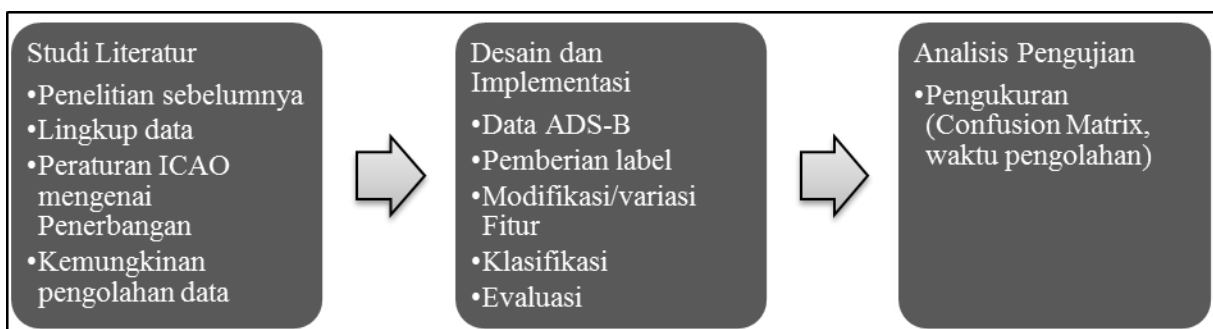 Studi Literatur
•Penelitian sebelumnya
•Lingkup data
•Peraturan ICAO
mengenai
Penerbangan
•Kemungkinan
pengolahan data
Desain dan
Implementasi
•Data ADS-B
•Pemberian label
•Modifikasi/variasi
Fitur
•Klasifikasi
•Evaluasi
Analisis Pengujian
•Pengukuran
(Confusion Matrix,
waktu pengolahan)